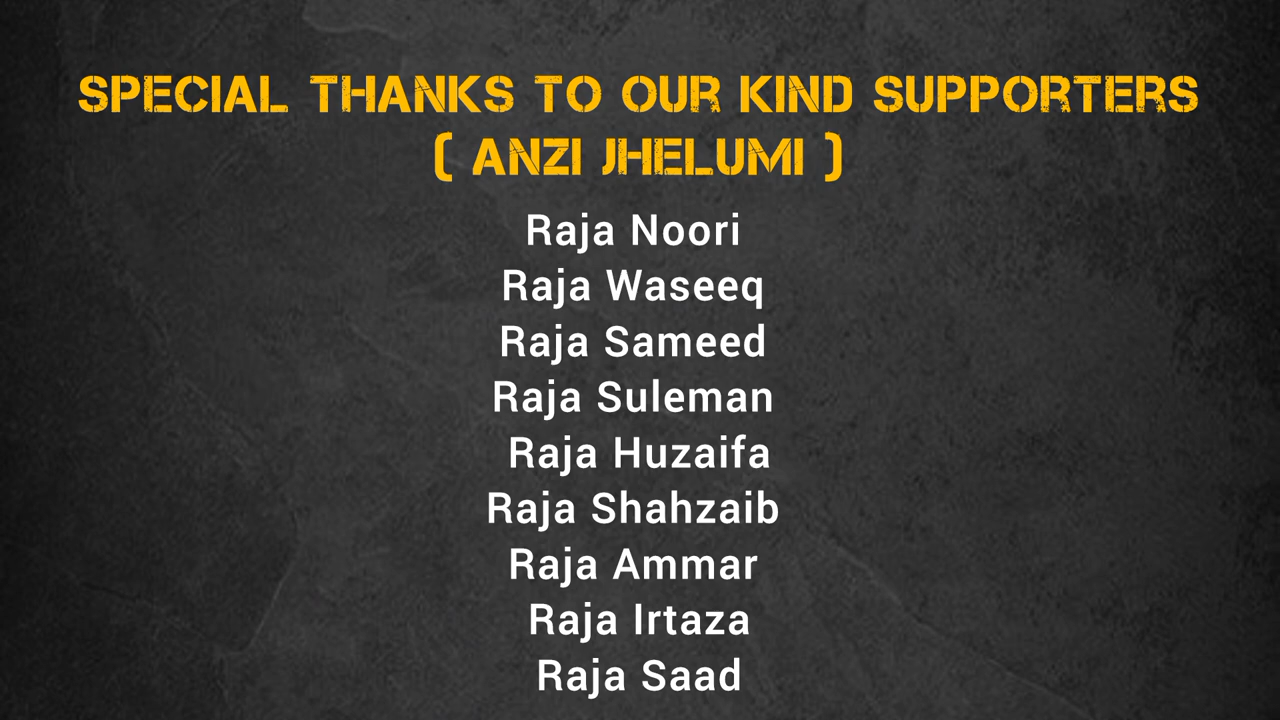 SPECIAL THANKS TO OUR KIND SUPPORTERS
( ANZI JHELUMI )
Raja Noori
Raja Waseeq
Raja Sameed
Raja Suleman
Raja Huzaifa
Raja Shahzaib
Raja Ammar
Raja Irtaza
Raja Saad